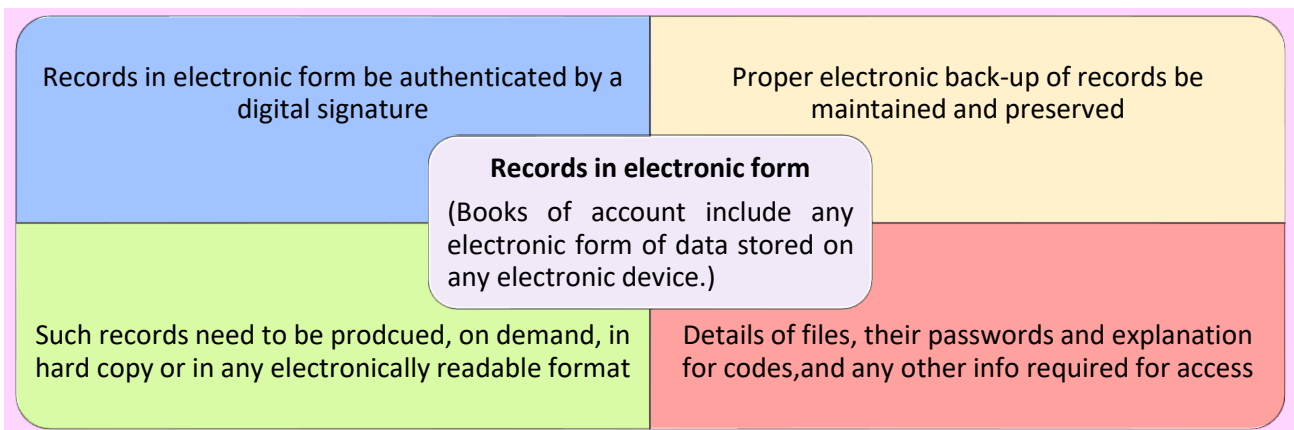 Records in electronic form be authenticated by a
digital signature
Proper electronic back-up of records be
maintained and preserved
Records in electronic form
(Books of account include any
electronic form of data stored on
any electronic device.)
Such records need to be prodcued, on demand, in
hard copy or in any electronically readable format
Details of files, their passwords and explanation
for codes,and any other info required for access